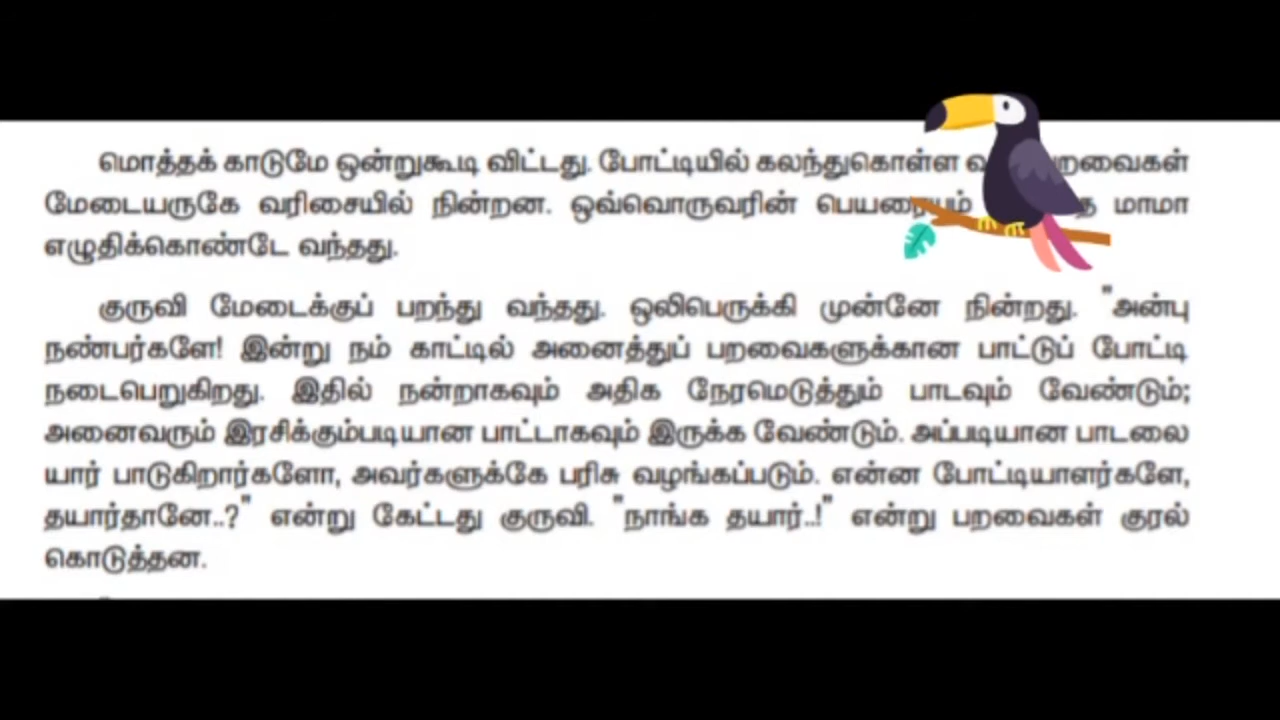 மொத்தக் காடுமே ஒன்றுகூடி விட்டது. போட்டியில் கலந்துகொள்ள பறவைகள்
மேடையருகே வரிசையில் நின்றன. ஒவ்வொருவரின் பெயரையும் மாமா
எழுதிக்கொண்டே வந்தது.
குருவி மேடைக்குப் பறந்து வந்தது. ஒலிபெருக்கி முன்னே நின்றது. "அன்பு
நண்பர்களே! இன்று நம் காட்டில் அனைத்துப் பறவைகளுக்கான பாட்டுப் போட்டி
நடைபெறுகிறது. இதில் நன்றாகவும் அதிக நேரமெடுத்தும் பாடவும் வேண்டும்;
அனைவரும் இரசிக்கும்படியான பாட்டாகவும் இருக்க வேண்டும். அப்படியான பாடலை
யார் பாடுகிறார்களோ, அவர்களுக்கே பரிசு வழங்கப்படும். என்ன போட்டியாளர்களே,
தயார்தானே..?" என்று கேட்டது குருவி. "நாங்க தயார்..!" என்று பறவைகள் குரல்
கொடுத்தன.